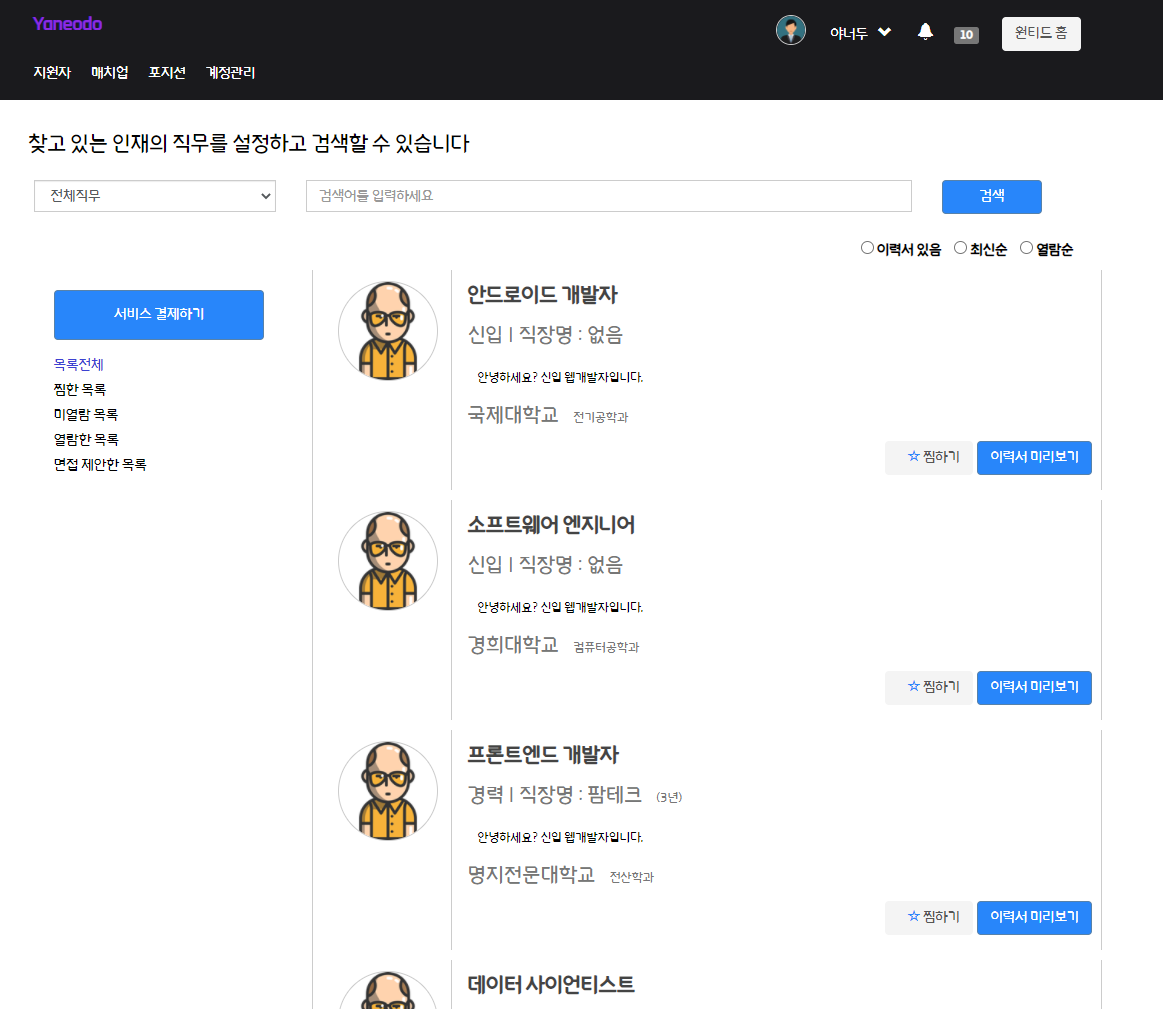 Yaneodo
야너두
10
원티드 홈
지원자 매치업 포지션 계정관리
찾고 있는 인재의 직무를 설정하고 검색할 수 있습니다
전체직무 검색어를 입력하세요 검색
이력서 있음 최신순 열람순
서비스 결제하기
목록전체
찜한 목록
미열람 목록
열람한 목록
면접 제안한 목록
안드로이드 개발자
신입 | 직장명 : 없음
안녕하세요? 신입 웹개발자입니다.
국제대학교 전기공학과
☆ 찜하기 이력서 미리보기
소프트웨어 엔지니어
신입 | 직장명 : 없음
안녕하세요? 신입 웹개발자입니다.
경희대학교 컴퓨터공학과
☆ 찜하기 이력서 미리보기
프론트엔드 개발자
경력 | 직장명 : 팜테크 (3년)
안녕하세요? 신입 웹개발자입니다.
명지전문대학교 전산학과
☆ 찜하기 이력서 미리보기
데이터 사이언티스트